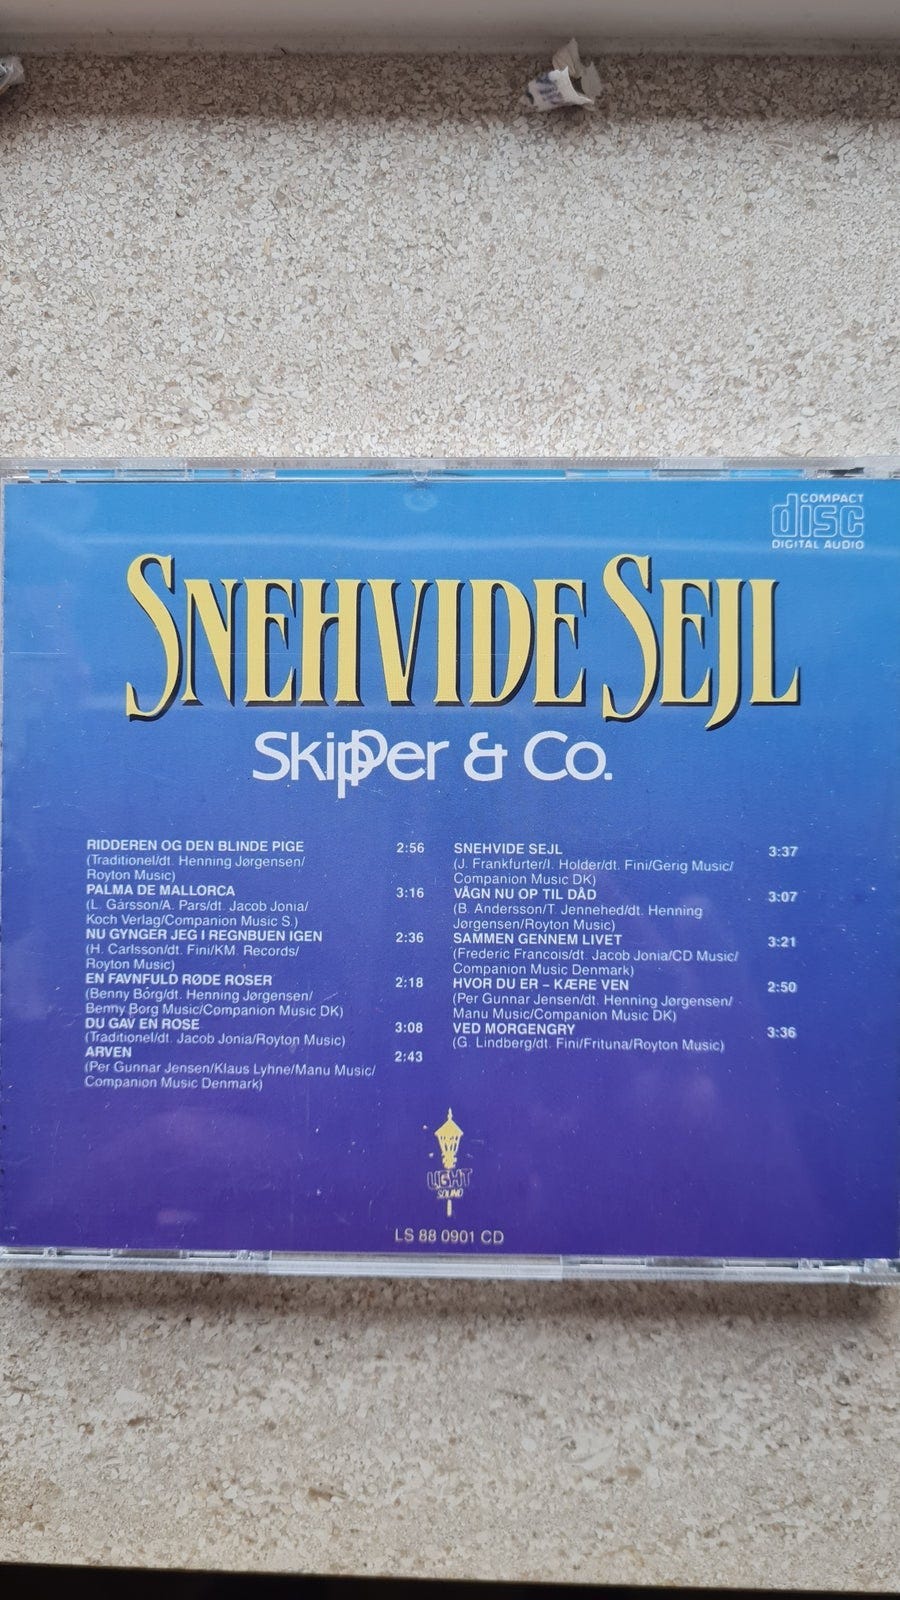 COMPACT
disc
DIGITAL AUDIO
SNEHVIDE SEJL
Skipper & Co.
RIDDEREN OG DEN BLINDE PIGE 2:56
(Traditionel/dt. Henning Jørgensen/
Royton Music)
PALMA DE MALLORCA 3:16
(L. Gårsson/A. Pars/dt. Jacob Jonia/
Koch Verlag/Companion Music S.)
NU GYNGER JEG I REGNBUEN IGEN 2:36
(H. Carlsson/dt. Fini/KM. Records/
Royton Music)
EN FAVNFULD RØDE ROSER 2:18
(Benny Borg/dt. Henning Jørgensen/
Benny Borg Music/Companion Music DK)
DU GAV EN ROSE 3:08
(Traditionel/dt. Jacob Jonia/Royton Music)
ARVEN 2:43
(Per Gunnar Jensen/Klaus Lyhne/Manu Music/
Companion Music Denmark)
SNEHVIDE SEJL 3:37
(J. Frankfurter/I. Holder/dt. Fini/Gerig Music/
Companion Music DK)
VÅGN NU OP TIL DÅD 3:07
(B. Andersson/T. Jennehed/dt. Henning
Jørgensen/Royton Music)
SAMMEN GENNEM LIVET 3:21
(Frederic Francois/dt. Jacob Jonia/CD Music/
Companion Music Denmark)
HVOR DU ER – KÆRE VEN 2:50
(Per Gunnar Jensen/dt. Henning Jørgensen/
Manu Music/Companion Music DK)
VED MORGENGRY 3:36
(G. Lindberg/dt. Fini/Frituna/Royton Music)
LIGHT
SOUND
LS 88 0901 CD